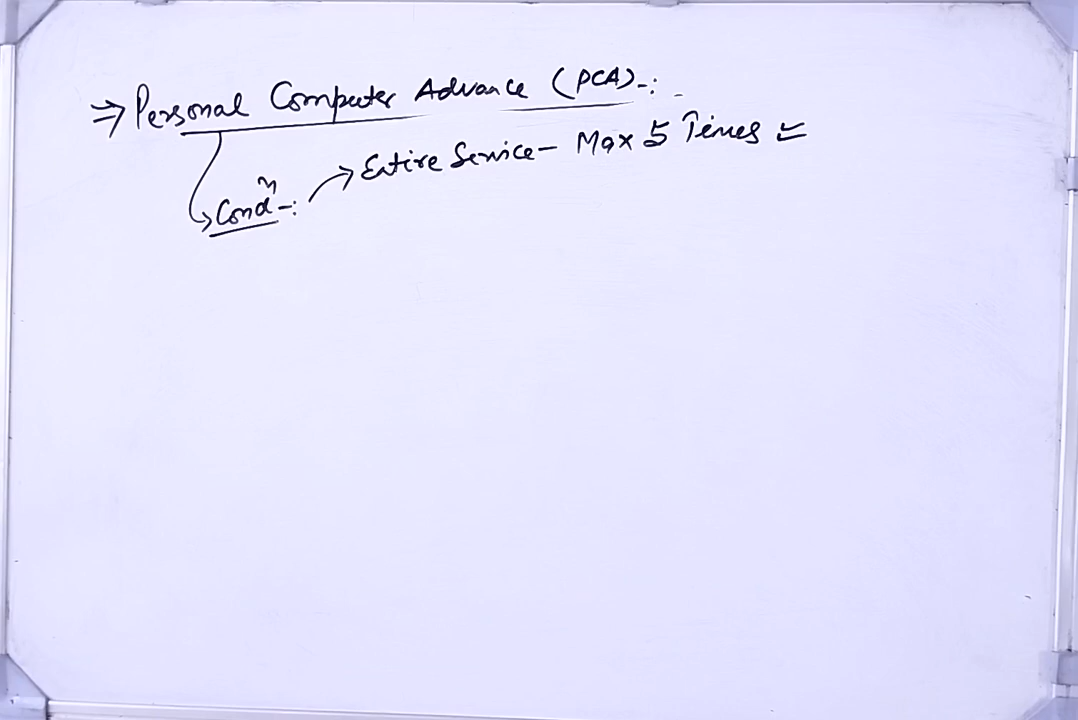 ⇒ Personal Computer Advance (PCA)-:
Condn-: → Entire Service - Max 5 Times